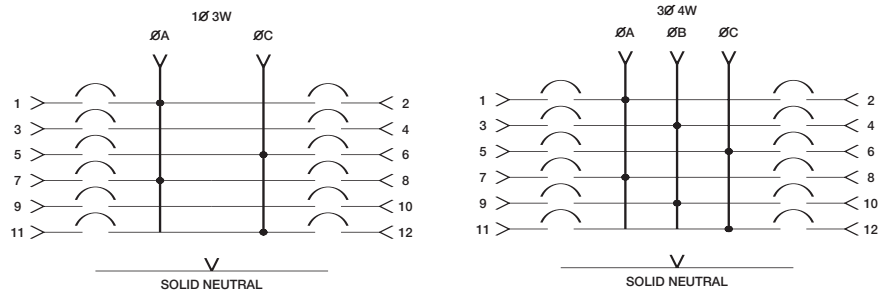 1Ø 3W
ØA ØC
1 2
3 4
5 6
7 8
9 10
11 12
SOLID NEUTRAL
3Ø 4W
ØA ØB ØC
1 2
3 4
5 6
7 8
9 10
11 12
SOLID NEUTRAL